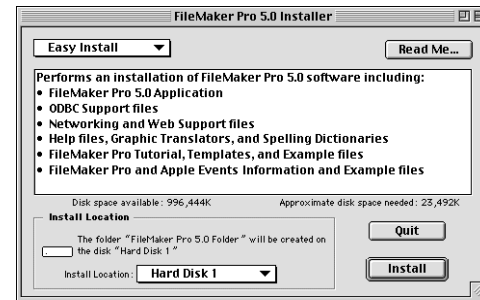 FileMaker Pro 5.0 Installer
Easy Install
Read Me...
Performs an installation of FileMaker Pro 5.0 software including:
• FileMaker Pro 5.0 Application
• ODBC Support files
• Networking and Web Support files
• Help files, Graphic Translators, and Spelling Dictionaries
• FileMaker Pro Tutorial, Templates, and Example files
• FileMaker Pro and Apple Events Information and Example files
Disk space available: 996,444K
Approximate disk space needed: 23,492K
Install Location
The folder "FileMaker Pro 5.0 Folder" will be created on
the disk "Hard Disk 1"
Install Location: Hard Disk 1
Quit
Install